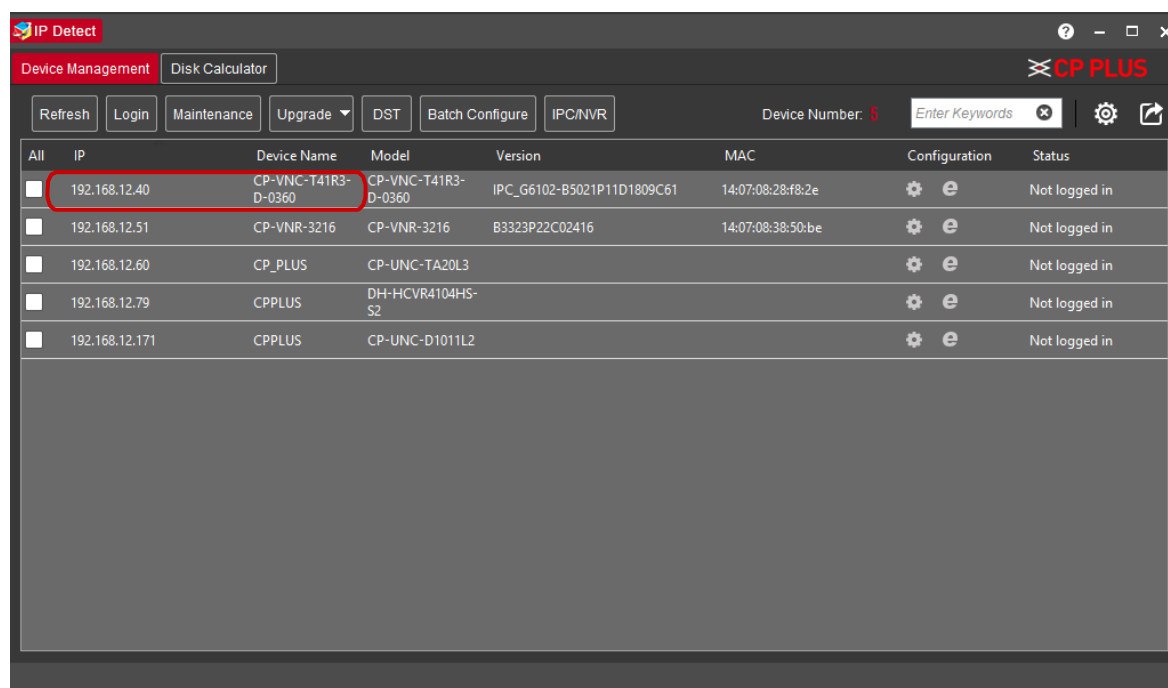 IP Detect
Device Management Disk Calculator CP PLUS
Refresh Login Maintenance Upgrade DST Batch Configure IPC/NVR Device Number: 5 Enter Keywords
All IP Device Name Model Version MAC Configuration Status
192.168.12.40 CP-VNC-T41R3-D-0360 CP-VNC-T41R3-D-0360 IPC_G6102-B5021P11D1809C61 14:07:08:28:f8:2e Not logged in
192.168.12.51 CP-VNR-3216 CP-VNR-3216 B3323P22C02416 14:07:08:38:50:be Not logged in
192.168.12.60 CP_PLUS CP-UNC-TA20L3 Not logged in
192.168.12.79 CPPLUS DH-HCVR4104HS-S2 Not logged in
192.168.12.171 CPPLUS CP-UNC-D1011L2 Not logged in